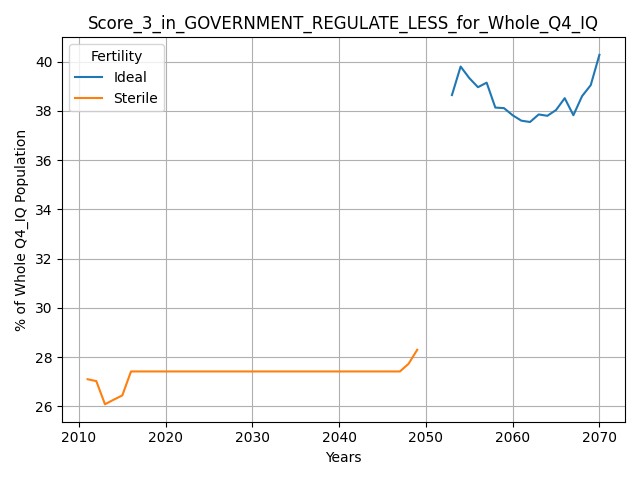 Score_3_in_GOVERNMENT_REGULATE_LESS_for_Whole_Q4_IQ
Fertility
Ideal
Sterile
% of Whole Q4_IQ Population
40
38
36
34
32
30
28
26
2010 2020 2030 2040 2050 2060 2070
Years